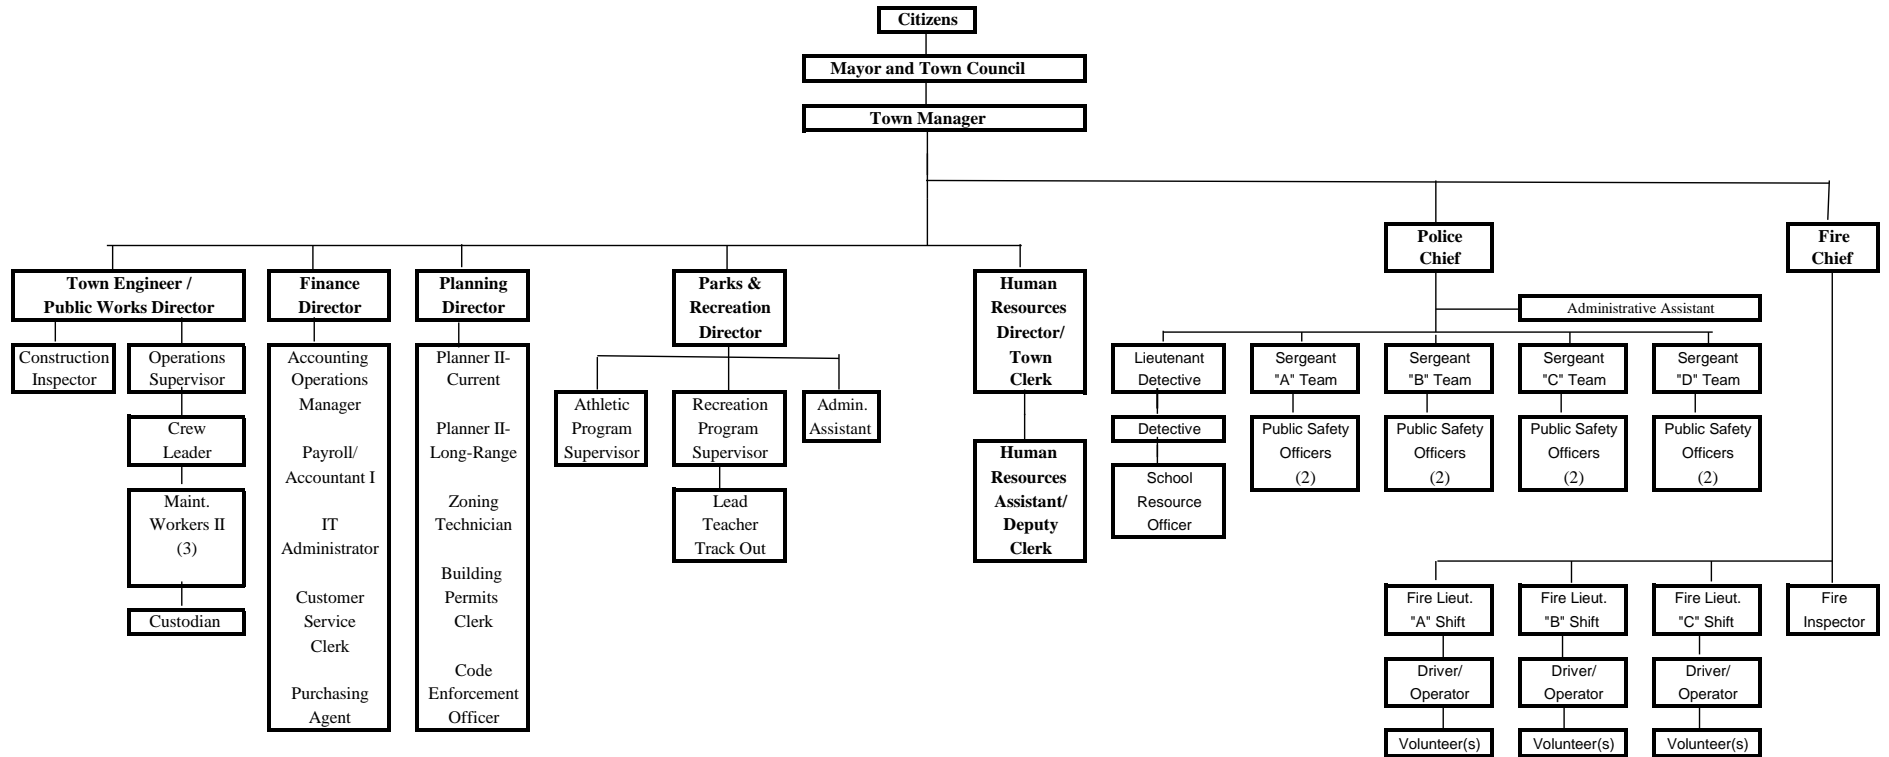 Citizens
Mayor and Town Council
Town Manager
Police
Chief
Fire
Chief
Town Engineer /
Public Works Director
Finance
Director
Planning
Director
Parks &
Recreation
Director
Human
Resources
Director/
Town
Clerk
Administrative Assistant
Construction
Inspector
Operations
Supervisor
Crew
Leader
Maint.
Workers II
(3)
Custodian
Accounting
Operations
Manager
Payroll/
Accountant I
IT
Administrator
Customer
Service
Clerk
Purchasing
Agent
Planner II-
Current
Planner II-
Long-Range
Zoning
Technician
Building
Permits
Clerk
Code
Enforcement
Officer
Athletic
Program
Supervisor
Recreation
Program
Supervisor
Lead
Teacher
Track Out
Admin.
Assistant
Human
Resources
Assistant/
Deputy
Clerk
Lieutenant
Detective
Detective
School
Resource
Officer
Sergeant
"A" Team
Public Safety
Officers
(2)
Sergeant
"B" Team
Public Safety
Officers
(2)
Sergeant
"C" Team
Public Safety
Officers
(2)
Sergeant
"D" Team
Public Safety
Officers
(2)
Fire Lieut.
"A" Shift
Driver/
Operator
Volunteer(s)
Fire Lieut.
"B" Shift
Driver/
Operator
Volunteer(s)
Fire Lieut.
"C" Shift
Driver/
Operator
Volunteer(s)
Fire
Inspector